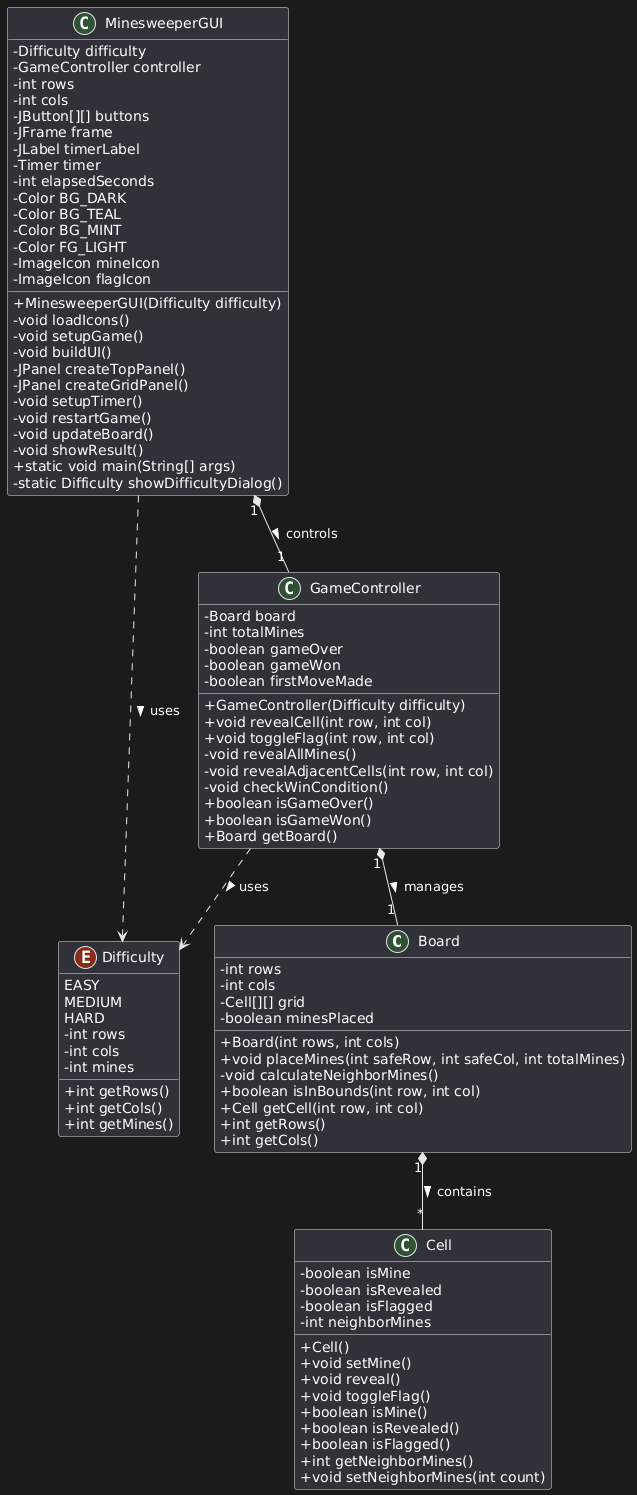 C MinesweeperGUI
-Difficulty difficulty
-GameController controller
-int rows
-int cols
-JButton[][] buttons
-JFrame frame
-JLabel timerLabel
-Timer timer
-int elapsedSeconds
-Color BG_DARK
-Color BG_TEAL
-Color BG_MINT
-Color FG_LIGHT
-ImageIcon mineIcon
-ImageIcon flagIcon
+MinesweeperGUI(Difficulty difficulty)
-void loadIcons()
-void setupGame()
-void buildUI()
-JPanel createTopPanel()
-JPanel createGridPanel()
-void setupTimer()
-void restartGame()
-void updateBoard()
-void showResult()
+static void main(String[] args)
-static Difficulty showDifficultyDialog()
1
controls
1
C GameController
-Board board
-int totalMines
-boolean gameOver
-boolean gameWon
-boolean firstMoveMade
+GameController(Difficulty difficulty)
+void revealCell(int row, int col)
+void toggleFlag(int row, int col)
-void revealAllMines()
-void revealAdjacentCells(int row, int col)
-void checkWinCondition()
+boolean isGameOver()
+boolean isGameWon()
+Board getBoard()
uses
1
uses
manages
1
E Difficulty
EASY
MEDIUM
HARD
-int rows
-int cols
-int mines
+int getRows()
+int getCols()
+int getMines()
C Board
-int rows
-int cols
-Cell[][] grid
-boolean minesPlaced
+Board(int rows, int cols)
+void placeMines(int safeRow, int safeCol, int totalMines)
-void calculateNeighborMines()
+boolean isInBounds(int row, int col)
+Cell getCell(int row, int col)
+int getRows()
+int getCols()
1
contains
*
C Cell
-boolean isMine
-boolean isRevealed
-boolean isFlagged
-int neighborMines
+Cell()
+void setMine()
+void reveal()
+void toggleFlag()
+boolean isMine()
+boolean isRevealed()
+boolean isFlagged()
+int getNeighborMines()
+void setNeighborMines(int count)